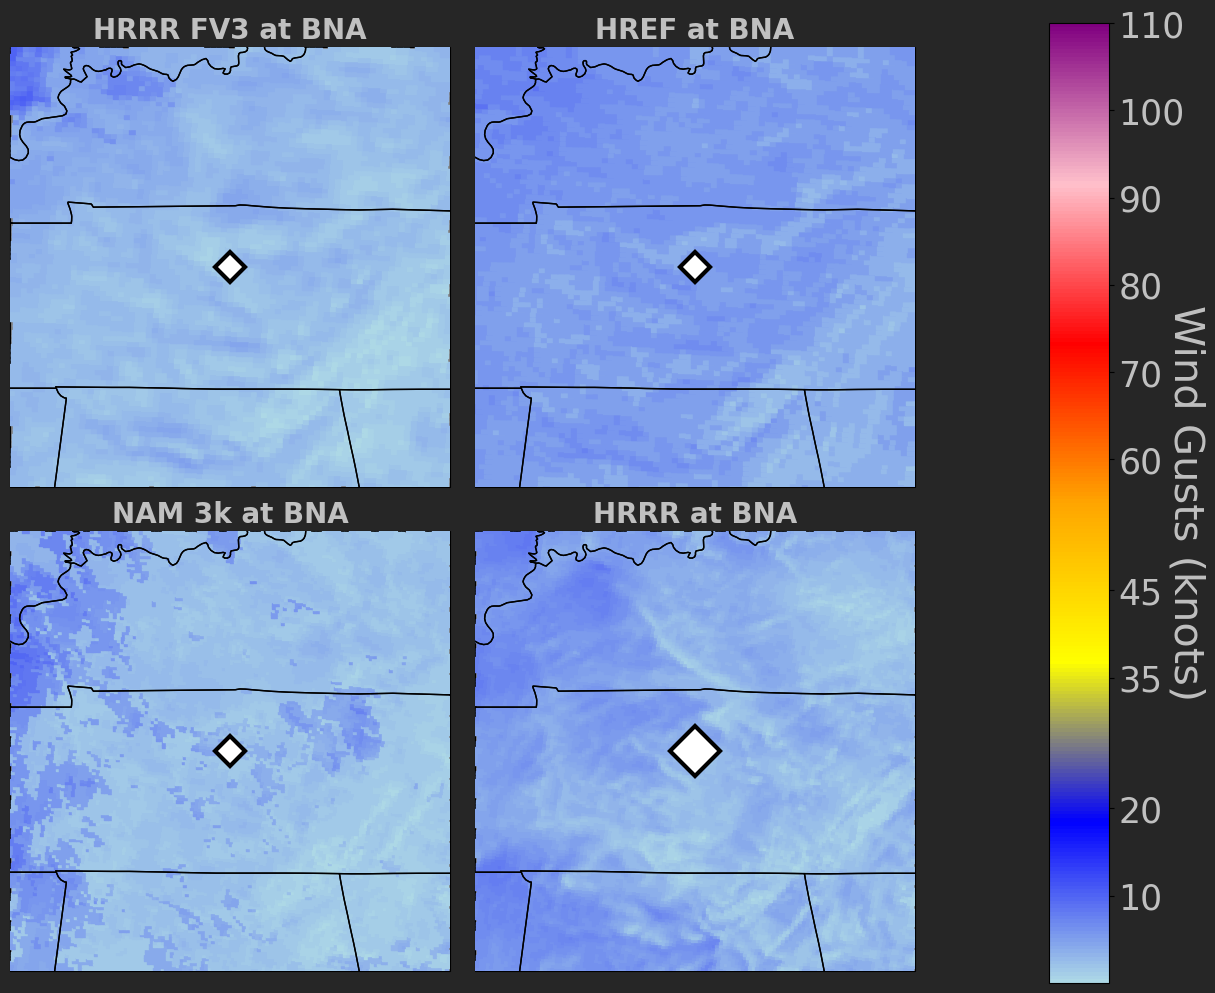 HRRR FV3 at BNA
HREF at BNA
NAM 3k at BNA
HRRR at BNA
110
100
90
80
70
60
45
35
20
10
Wind Gusts (knots)